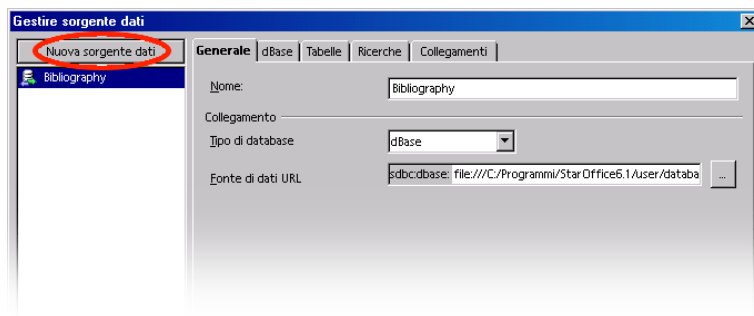 Gestire sorgente dati
Nuova sorgente dati
Generale dBase Tabelle Ricerche Collegamenti
Bibliography
Nome: Bibliography
Collegamento
Tipo di database dBase
Fonte di dati URL sdbc:dbase: file:///C:/Programmi/StarOffice6.1/user/databa ...